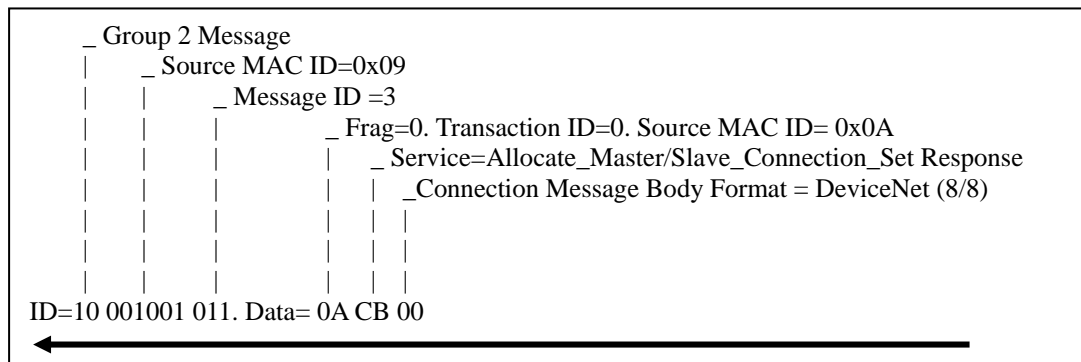 _ Group 2 Message
_ Source MAC ID=0x09
_ Message ID =3
_ Frag=0. Transaction ID=0. Source MAC ID= 0x0A
_ Service=Allocate_Master/Slave_Connection_Set Response
_Connection Message Body Format = DeviceNet (8/8)
ID=10 001001 011. Data= 0A CB 00